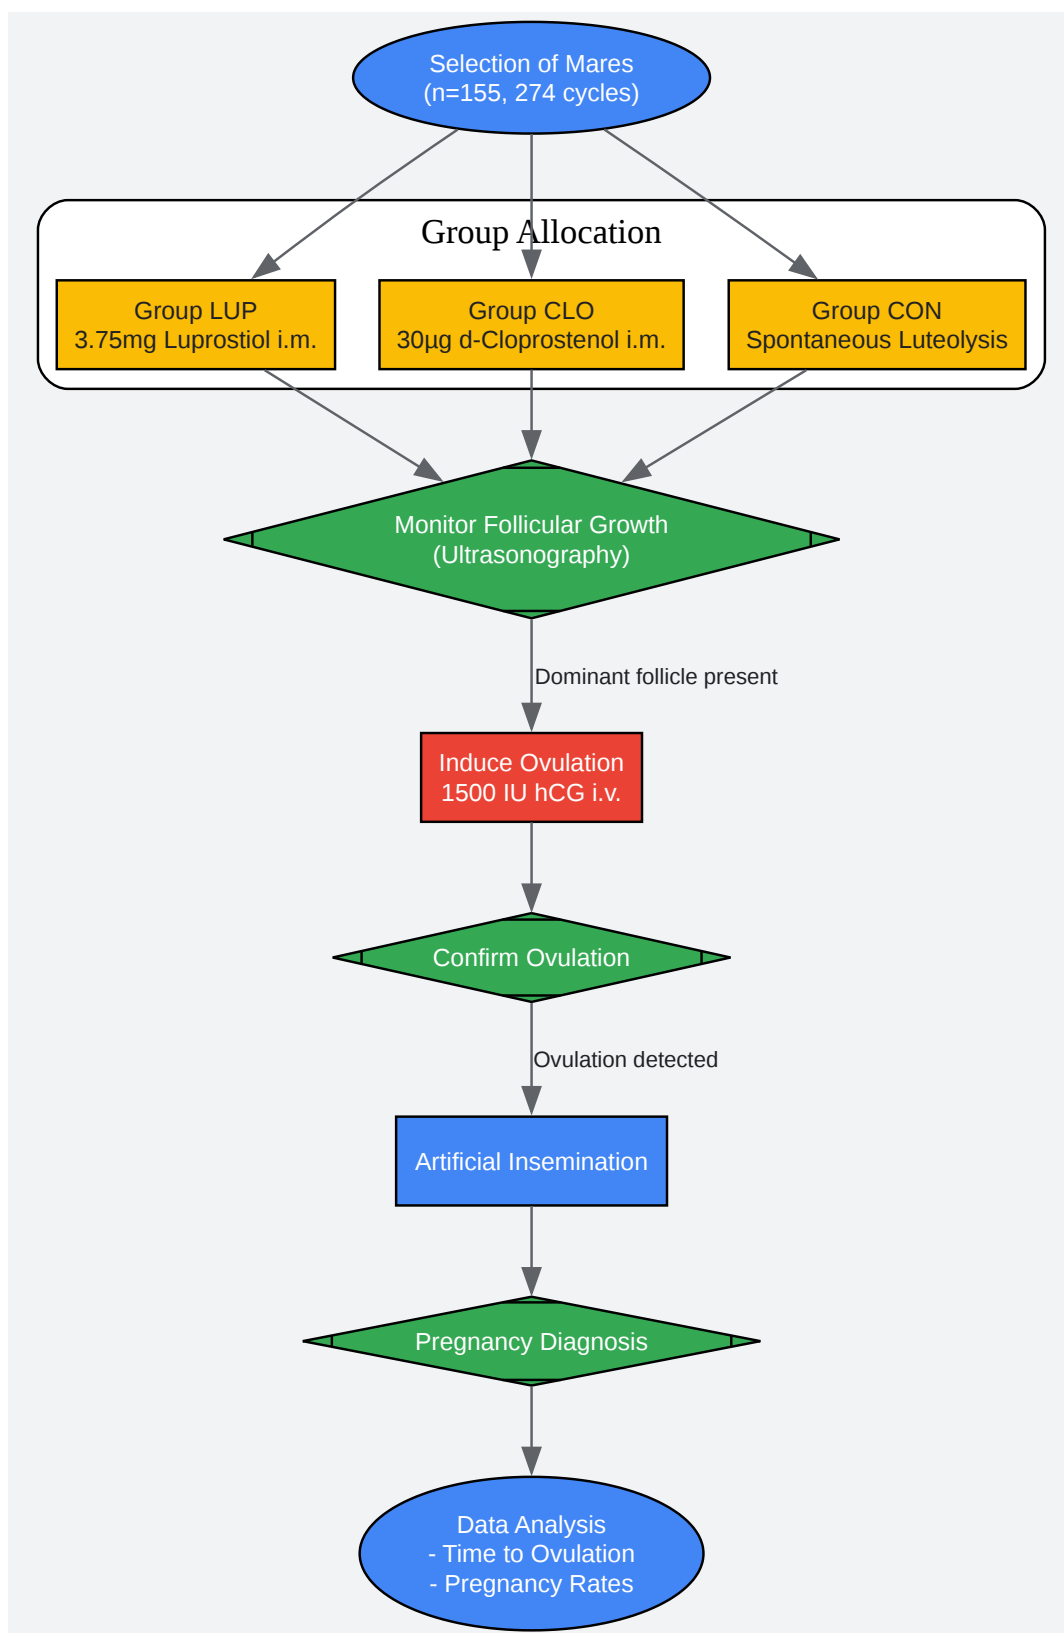 Selection of Mares
(n=155, 274 cycles)
Group Allocation
Group LUP
3.75mg Luprostiol i.m.
Group CLO
30µg d-Cloprostenol i.m.
Group CON
Spontaneous Luteolysis
Monitor Follicular Growth
(Ultrasonography)
Dominant follicle present
Induce Ovulation
1500 IU hCG i.v.
Confirm Ovulation
Ovulation detected
Artificial Insemination
Pregnancy Diagnosis
Data Analysis
- Time to Ovulation
- Pregnancy Rates